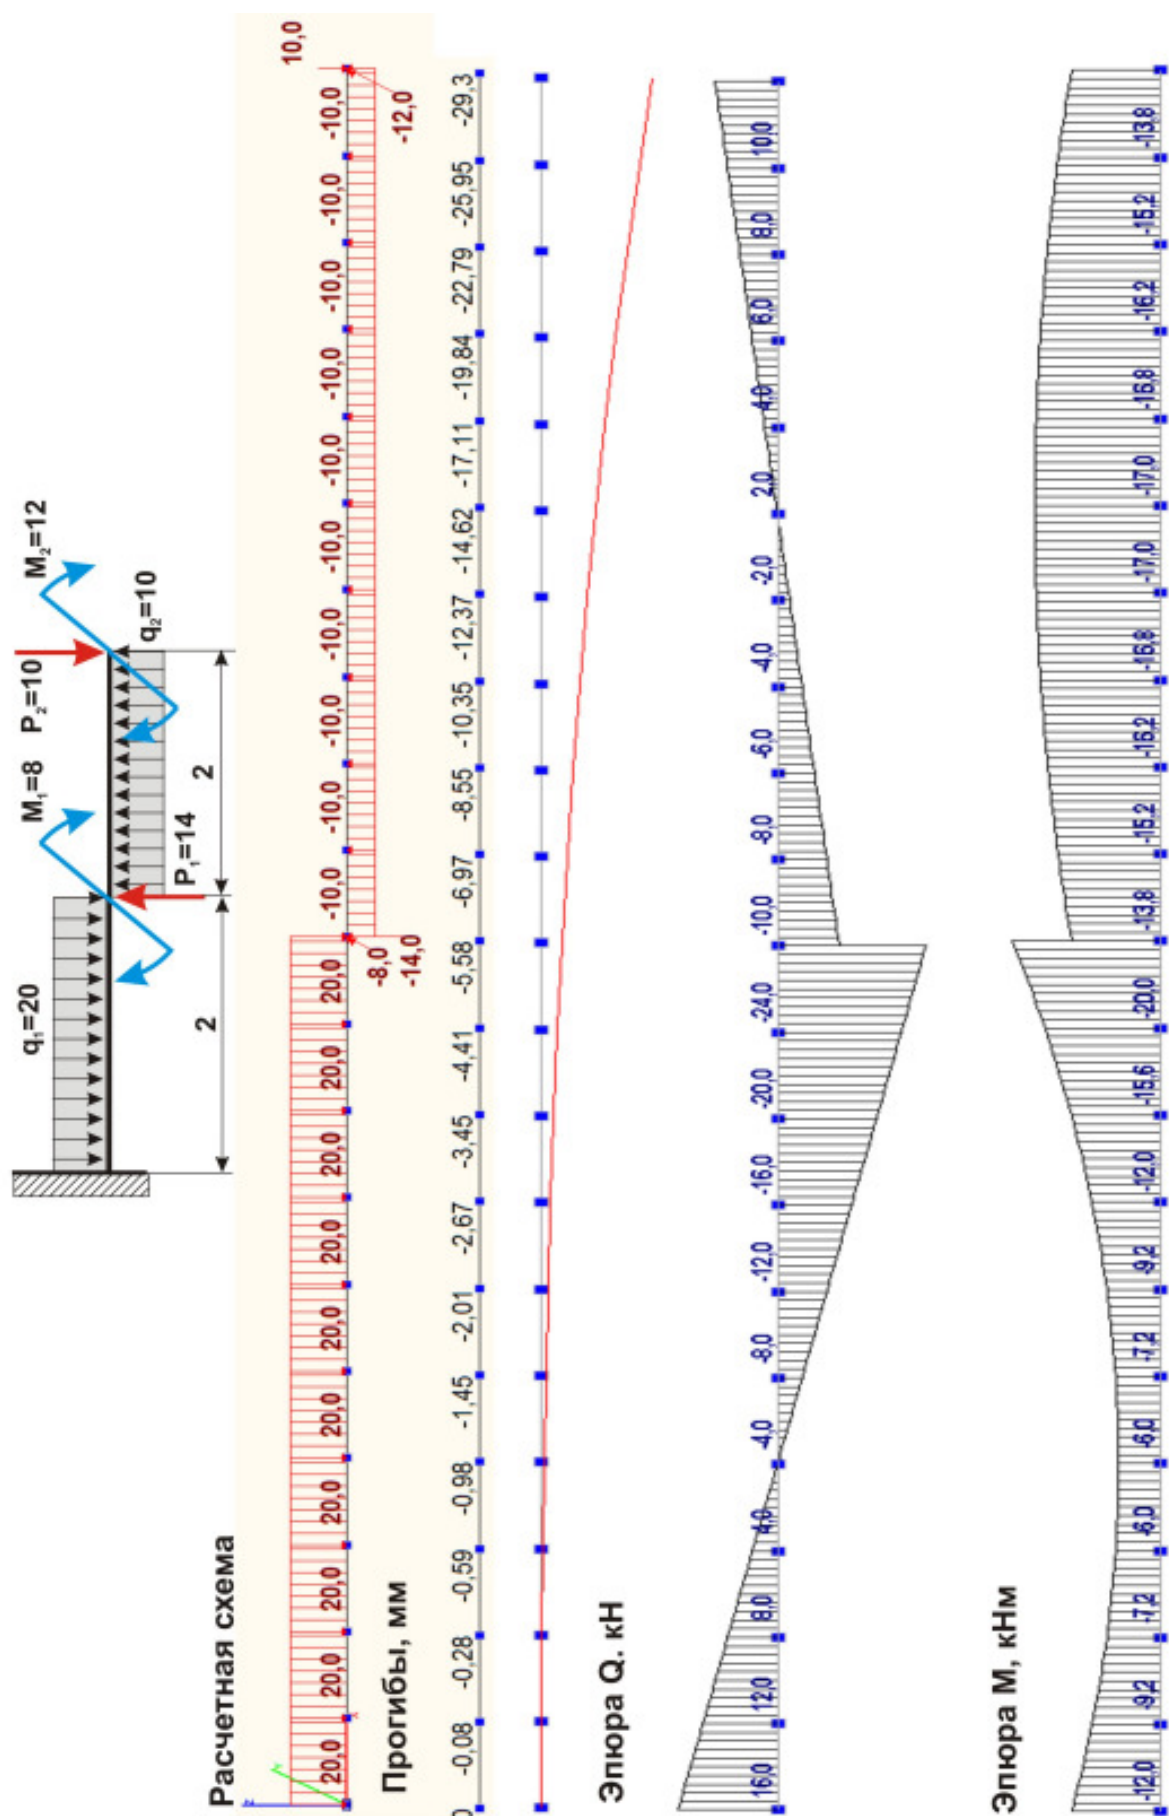 q₁=20 M₁=8 P₂=10 M₂=12
P₁=14 q₂=10
2 2
Расчетная схема
10,0
20,0 20,0 20,0 20,0 20,0 20,0 20,0 20,0 20,0 20,0 -10,0 -10,0 -10,0 -10,0 -10,0 -10,0 -10,0 -10,0 -10,0 -10,0
-8,0 -12,0
-14,0
Прогибы, мм
0 -0,08 -0,28 -0,59 -0,98 -1,45 -2,01 -2,67 -3,45 -4,41 -5,58 -6,97 -8,55 -10,35 -12,37 -14,62 -17,11 -19,84 -22,79 -25,95 -29,3
Эпюра Q. кН
16,0 12,0 8,0 4,0 -4,0 -8,0 -12,0 -16,0 -20,0 -24,0 -10,0 -8,0 -6,0 -4,0 -2,0 2,0 4,0 6,0 8,0 10,0
Эпюра М, кНм
-12,0 -9,2 -7,2 -6,0 -6,0 -7,2 -9,2 -12,0 -15,6 -20,0 -13,8 -15,2 -16,2 -16,8 -17,0 -17,0 -16,8 -16,2 -15,2 -13,8